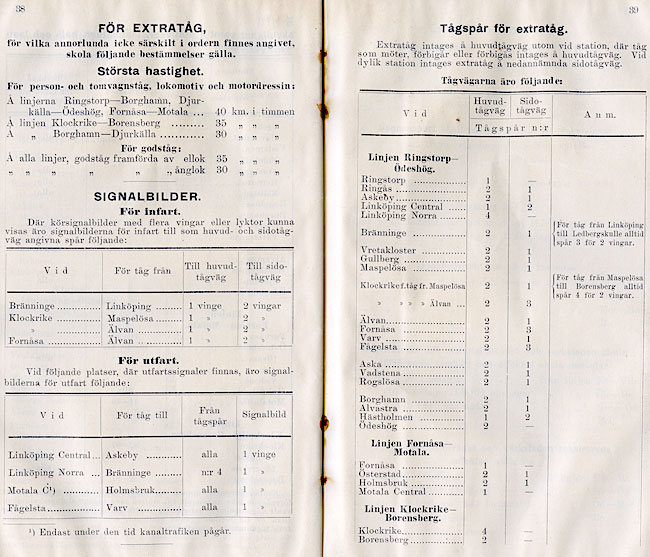 38
FÖR EXTRATÅG,
för vilka annorlunda icke särskilt i ordern finnes angivet,
skola följande bestämmelser gälla.
Största hastighet.
För person- och tomvagnståg, lokomotiv och motordressin:
Å linjerna Ringstorp—Borghamn, Djur-
källa—Ödeshög, Fornåsa—Motala ... 40 km. i timmen
Å linjen Klockrike—Borensberg .......... 35 „ „ „
Å „ Borghamn—Djurkälla ............. 30 „ „ „
För godståg:
Å alla linjer, godståg framförda av ellok 35 „ „ „
„ „ „ „ „ „ ånglok 30 „ „ „
SIGNALBILDER.
För infart.
Där körsignalbilder med flera vingar eller lyktor kunna
visas äro signalbilderna för infart till som huvud- och sidotåg-
väg angivna spår följande:
Vid För tåg från Till huvud- Till sido-
tågväg tågväg
Bränninge ............ Linköping ........ 1 vinge 2 vingar
Klockrike ............. Maspelösa ........ 1 » 2 »
» ............. Älvan ............... 1 » 2 »
Fornåsa ................ Älvan ............... 1 » 2 »
För utfart.
Vid följande platser, där utfartssignaler finnas, äro signal-
bilderna för utfart följande:
Vid För tåg till Från Signalbild
tågspår
Linköping Central... Askeby ............ alla 1 vinge
Linköping Norra ... Bränninge ........ n:r 4 1 »
Motala C¹) ............. Holmsbruk ........ alla 1 »
Fågelsta ................ Varv ................ alla 1 »
¹) Endast under den tid kanaltrafiken pågår.
39
Tågspår för extratåg.
Extratåg intages å huvudtågväg utom vid station, där tåg
som möter, förbigår eller förbigås intages å huvudtågväg. Vid
dylik station intages extratåg å nedannämnda sidotågväg.
Tågvägarna äro följande:
Vid Huvud- Sido- Anm.
tågväg tågväg
Tågspår n:r
Linjen Ringstorp—
Ödeshög.
Ringstorp .................... 1 —
Ringås ........................ 2 1
Askeby ........................ 2 1
Linköping Central ........ 1 2
Linköping Norra .......... 4 —
Bränninge .................... 2 1 För tåg från Linköping
till Ledbergskulle alltid
spår 3 för 2 vingar.
Vretakloster ................ 2 1
Gullberg ...................... 2 1
Maspelösa .................... 2 1
Klockrike f. tåg fr. Maspelösa 2 1 För tåg från Maspelösa
till Borensberg alltid
spår 4 för 2 vingar.
» » » » Älvan ... 2 3
Älvan........................... 2 1
Fornåsa ....................... 2 3
Varv ........................... 2 1
Fågelsta ...................... 2 3
Aska ........................... 2 1
Vadstena ...................... 2 1
Rogslösa ...................... 2 1
Borghamn .................... 2 1
Alvastra ...................... 2 1
Hästholmen ................. 1 2
Ödeshög ...................... 2 —
Linjen Fornåsa—
Motala.
Fornåsa ....................... 1 —
Österstad ..................... 2 1
Holmsbruk ................... 2 1
Motala Central ............. 1 —
Linjen Klockrike—
Borensberg.
Klockrike..................... 4 —
Borensberg .................. 2 —